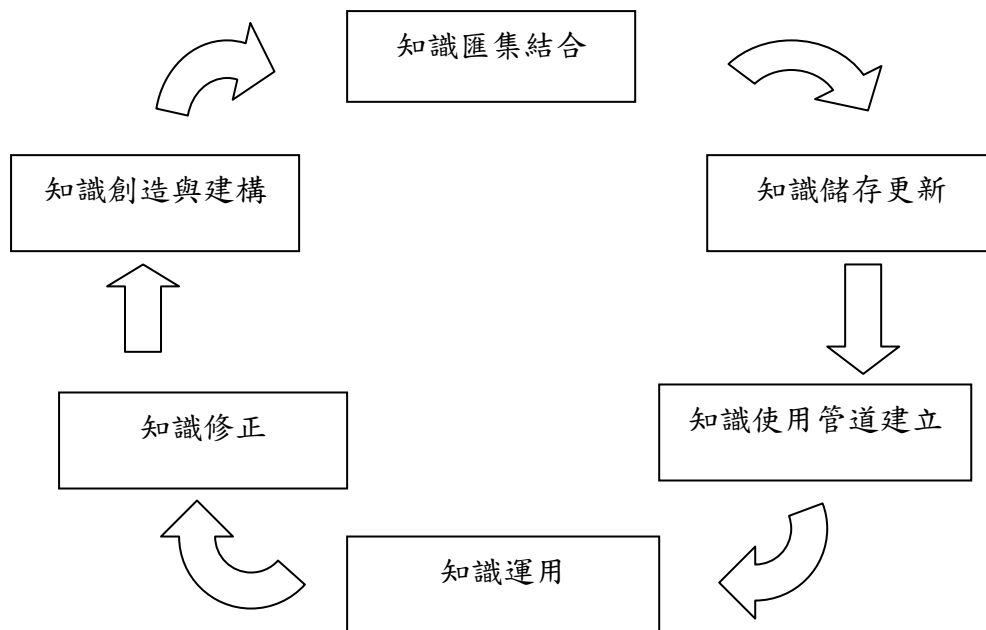 知識匯集結合
知識創造與建構
知識儲存更新
知識修正
知識使用管道建立
知識運用